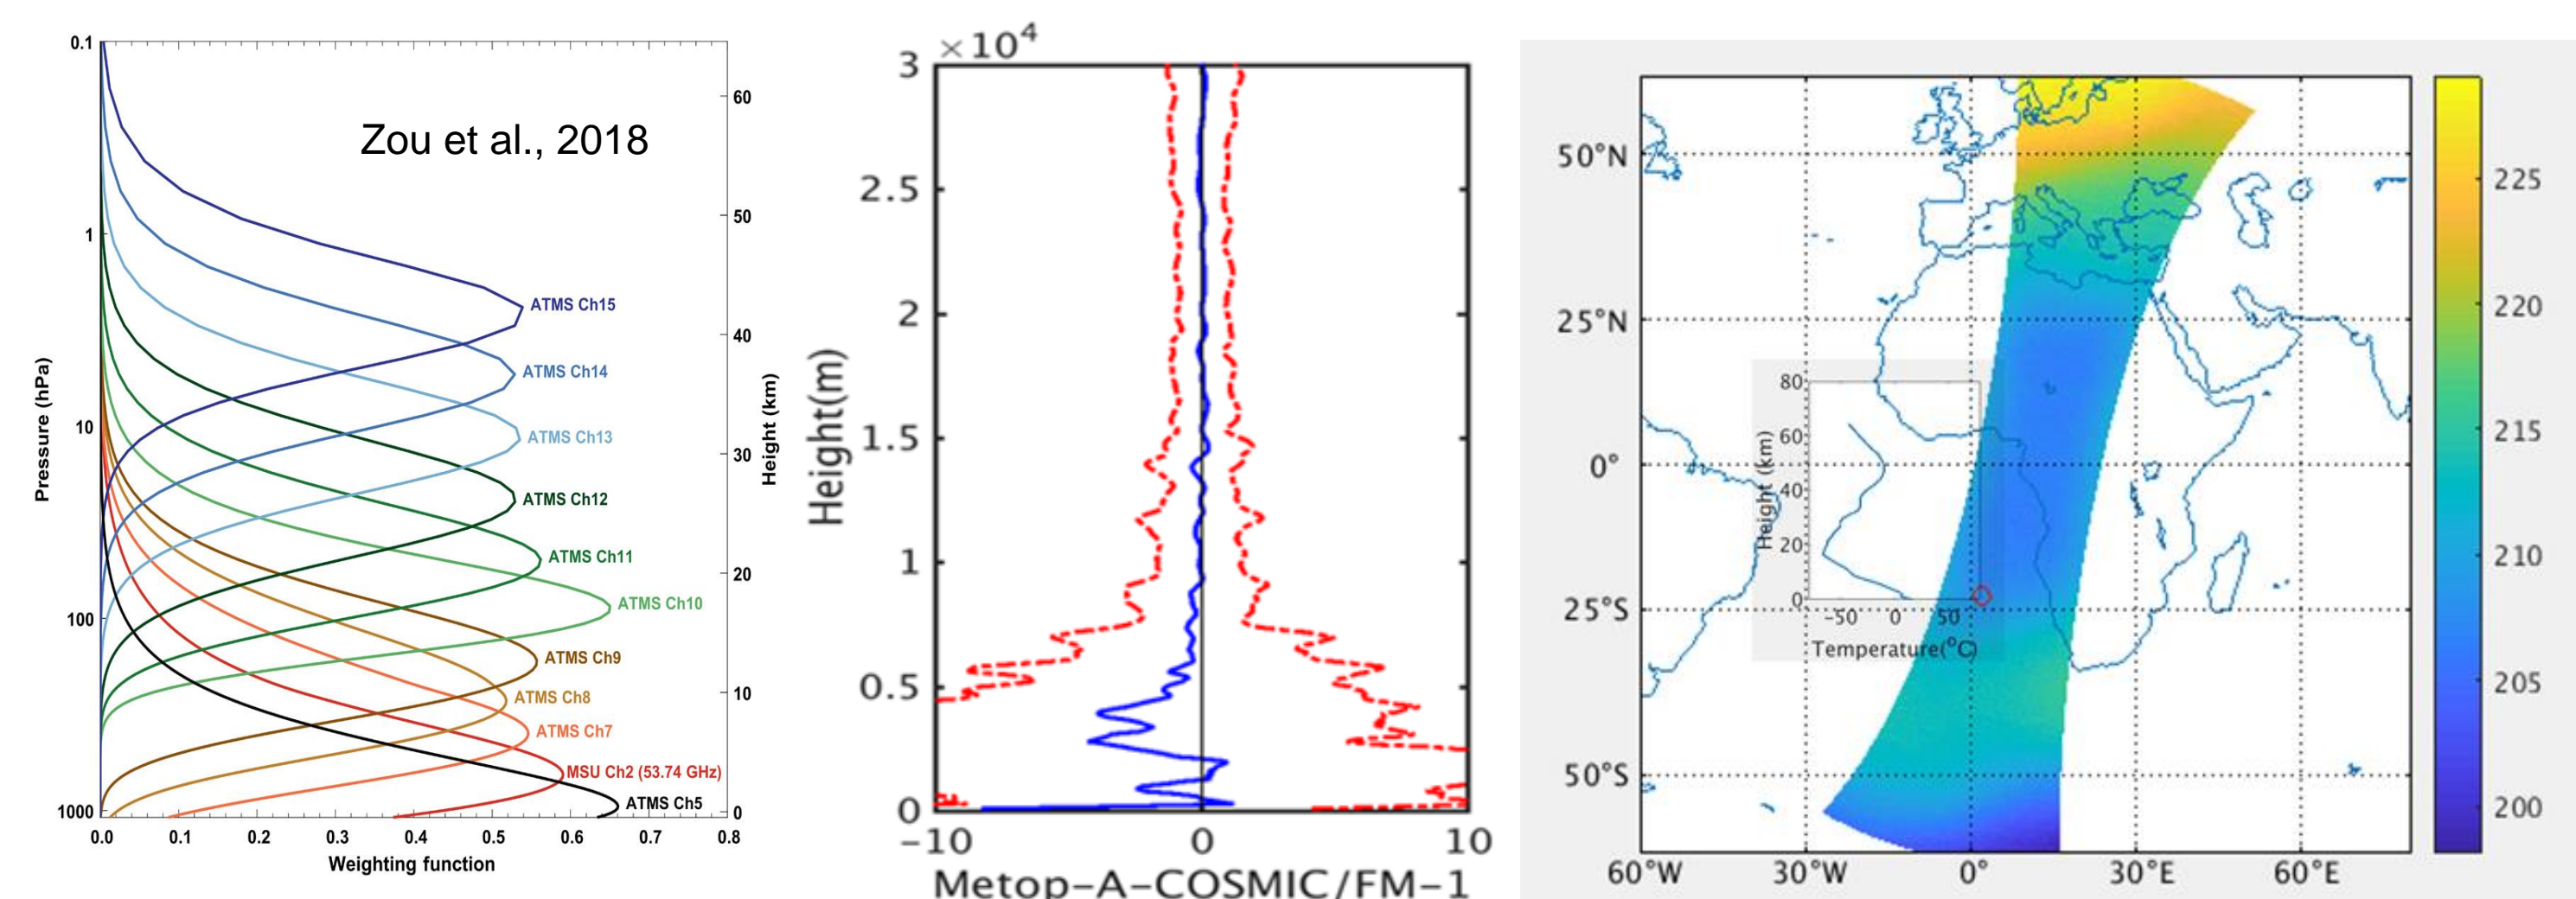 Zou et al., 2018
0.1
1
10
100
1000
Pressure (hPa)
60
50
40
30
20
10
0
Height (km)
ATMS Ch15
ATMS Ch14
ATMS Ch13
ATMS Ch12
ATMS Ch11
ATMS Ch10
ATMS Ch9
ATMS Ch8
ATMS Ch7
MSU Ch2 (53.74 GHz)
ATMS Ch5
0.0 0.1 0.2 0.3 0.4 0.5 0.6 0.7 0.8
Weighting function
×10⁴
3
2.5
2
1.5
1
0.5
0
Height(m)
−10 0 10
Metop−A−COSMIC/FM−1
50°N
25°N
0°
25°S
50°S
60°W 30°W 0° 30°E 60°E
80
60
40
20
0
Height (km)
−50 0 50
Temperature(°C)
225
220
215
210
205
200